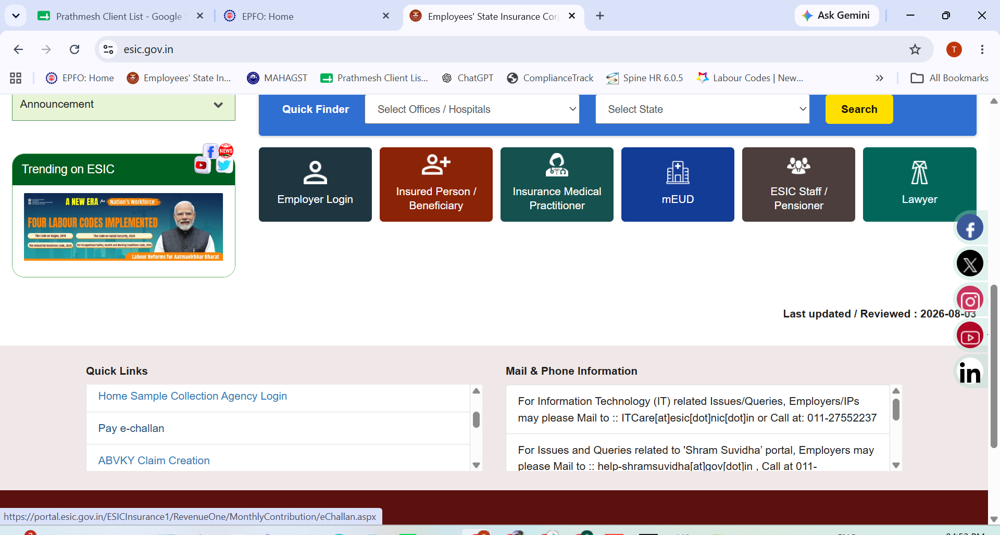 Prathmesh Client List - Google
EPFO: Home
Employees' State Insurance Cor
Ask Gemini
esic.gov.in
T
EPFO: Home
Employees' State In...
MAHAGST
Prathmesh Client Lis...
ChatGPT
ComplianceTrack
Spine HR 6.0.5
Labour Codes | New...
All Bookmarks
Announcement
Quick Finder
Select Offices / Hospitals
Select State
Search
NEWS
Trending on ESIC
A NEW ERA for Nation's Workforce
FOUR LABOUR CODES IMPLEMENTED
The Code on Wages, 2019
The Code on Social Security, 2020
The Industrial Relations Code, 2020
The Occupational Safety, Health and Working Conditions Code, 2020
Labour Reforms for Aatmanirbhar Bharat
Employer Login
Insured Person /
Beneficiary
Insurance Medical
Practitioner
mEUD
ESIC Staff /
Pensioner
Lawyer
Last updated / Reviewed : 2026-08-03
Quick Links
Home Sample Collection Agency Login
Pay e-challan
ABVKY Claim Creation
Mail & Phone Information
For Information Technology (IT) related Issues/Queries, Employers/IPs
may please Mail to :: ITCare[at]esic[dot]nic[dot]in or Call at: 011-27552237
For Issues and Queries related to 'Shram Suvidha’ portal, Employers may
please Mail to :: help-shramsuvidha[at]gov[dot]in , Call at 011-
in
https://portal.esic.gov.in/ESICInsurance1/RevenueOne/MonthlyContribution/eChallan.aspx